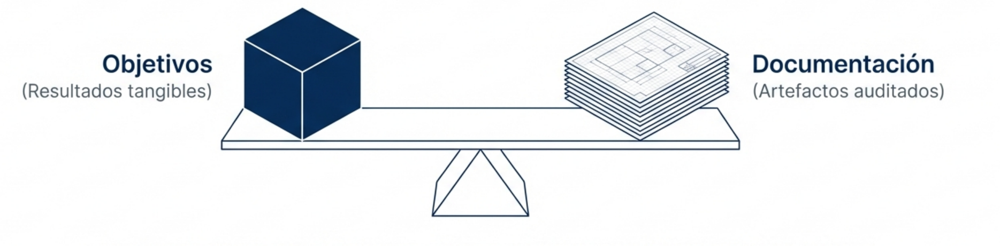 Objetivos
(Resultados tangibles)
Documentación
(Artefactos auditados)